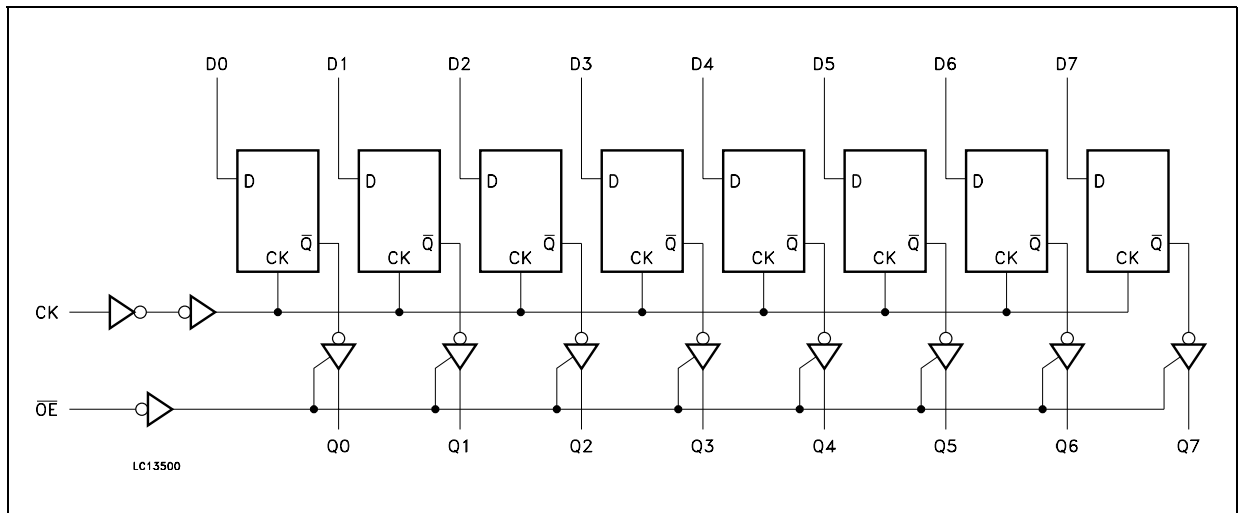 D0 D1 D2 D3 D4 D5 D6 D7
D D D D D D D D
Q̅ Q̅ Q̅ Q̅ Q̅ Q̅ Q̅ Q̅
CK CK CK CK CK CK CK CK
CK
O̅E̅
Q0 Q1 Q2 Q3 Q4 Q5 Q6 Q7
LC13500